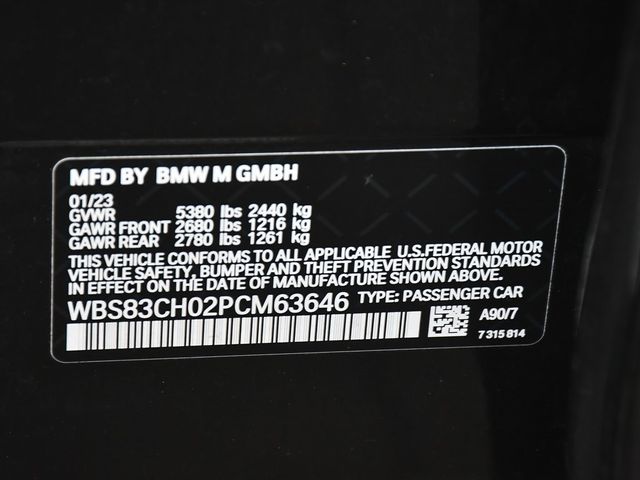 MFD BY BMW M GMBH
01/23
GVWR 5380 lbs 2440 kg
GAWR FRONT 2680 lbs 1216 kg
GAWR REAR 2780 lbs 1261 kg
THIS VEHICLE CONFORMS TO ALL APPLICABLE U.S.FEDERAL MOTOR
VEHICLE SAFETY, BUMPER AND THEFT PREVENTION STANDARDS
IN EFFECT ON THE DATE OF MANUFACTURE SHOWN ABOVE.
WBS83CH02PCM63646 TYPE: PASSENGER CAR
A90/7
7 315 814